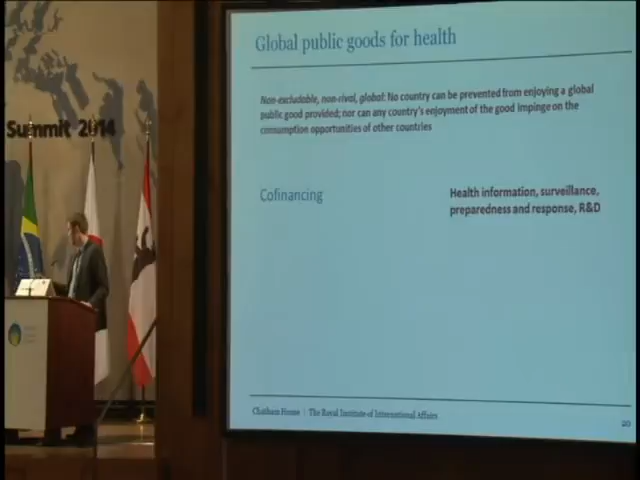 Summit 2014
Global public goods for health
Non-excludable, non-rival, global: No country can be prevented from enjoying a global
public good provided; nor can any country's enjoyment of the good impinge on the
consumption opportunities of other countries
Cofinancing
Health information, surveillance,
preparedness and response, R&D
Chatham House | The Royal Institute of International Affairs
20